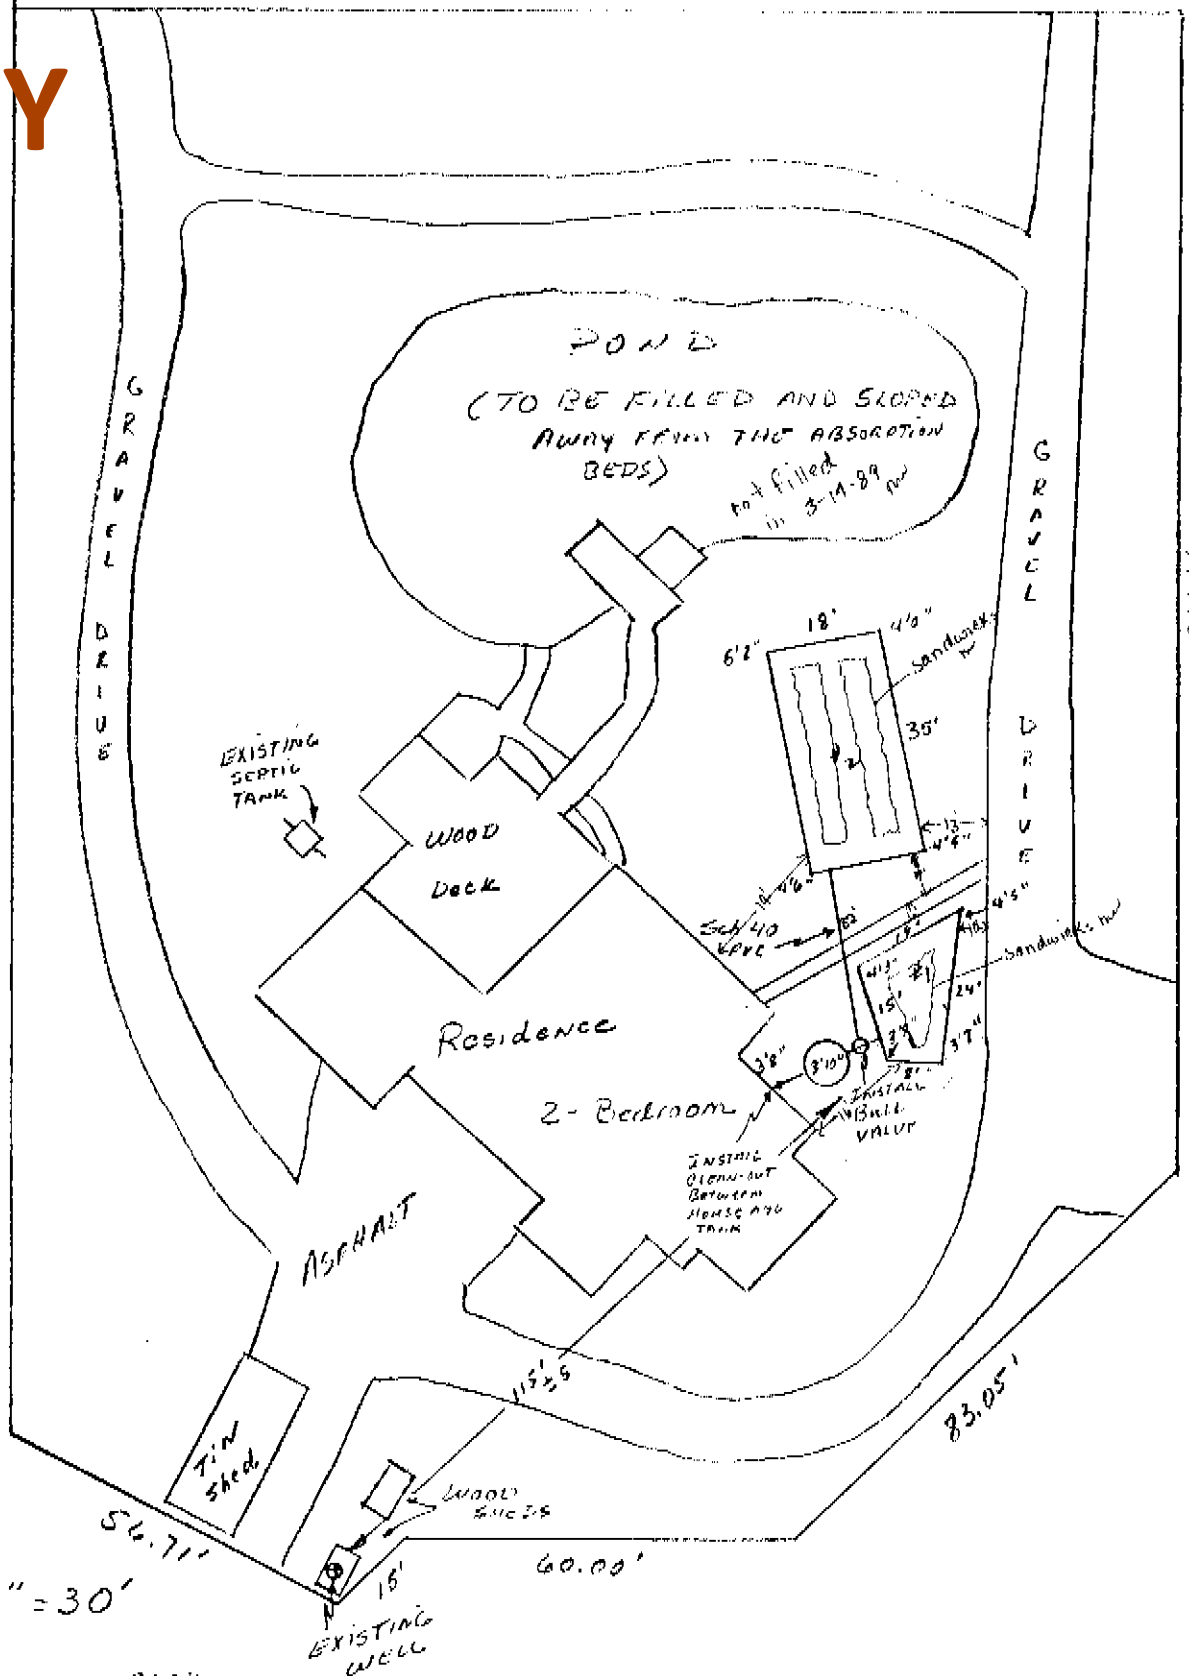 Y
POND
(TO BE FILLED AND SLOPED
AWAY FROM THE ABSORPTION
BEDS)
not filled
in 3-14-89
GRAVEL DRIVE
GRAVEL DRIVE
18'
4'0"
6'2"
sandwicks
35'
2
EXISTING
SEPTIC
TANK
WOOD
Deck
13'
4'9"
4'6"
Sch 40
PVC
4'5"
sandwicks
15'
24'
3'7"
3'8"
3'10"
8'
Residence
2-Bedroom
INSTALL
BALL
VALUE
INSTALL
CLEAN-OUT
BETWEEN
HOUSE AND
TANK
ASPHALT
115'
83.05'
TiN
Shed
WOOD
SHEDS
56.71'
60.00'
15'
" = 30'
EXISTING
WELL